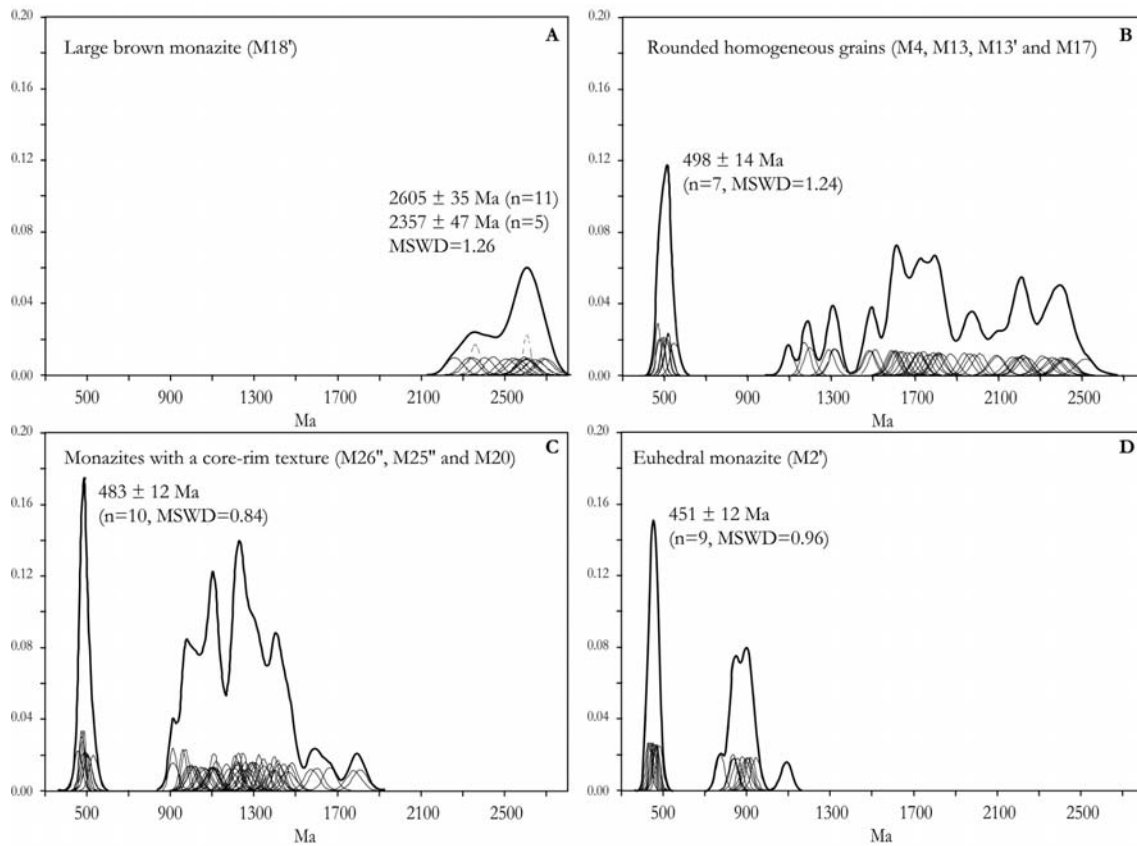 0.20
A
Large brown monazite (M18')
0.16
0.12
2605 ± 35 Ma (n=11)
2357 ± 47 Ma (n=5)
MSWD=1.26
0.08
0.04
0.00
500 900 1300 1700 2100 2500
Ma
0.20
B
Rounded homogeneous grains (M4, M13, M13' and M17)
0.16
0.12
498 ± 14 Ma
(n=7, MSWD=1.24)
0.08
0.04
0.00
500 900 1300 1700 2100 2500
Ma
0.20
C
Monazites with a core-rim texture (M26", M25" and M20)
0.16
483 ± 12 Ma
(n=10, MSWD=0.84)
0.12
0.08
0.04
0.00
500 900 1300 1700 2100 2500
Ma
0.20
D
Euhedral monazite (M2')
0.16
451 ± 12 Ma
(n=9, MSWD=0.96)
0.12
0.08
0.04
0.00
500 900 1300 1700 2100 2500
Ma